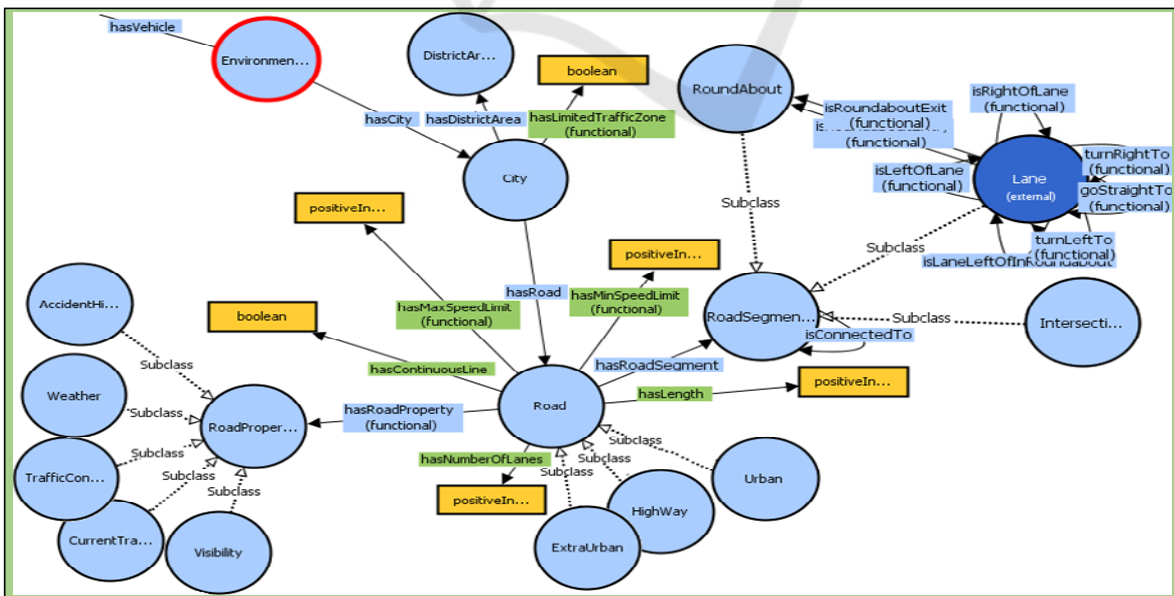 hasVehicle
Environmen...
DistrictAr...
boolean
RoundAbout
isRightOfLane
(functional)
hasCity
hasDistrictArea
hasLimitedTrafficZone
(functional)
isRoundaboutExit
(functional)
(functional)
City
isLeftOfLane
(functional)
Lane
(external)
turnRightTo
(functional)
goStraightTo
(functional)
positiveIn...
Subclass
turnLeftTo
(functional)
isLaneLeftOfInRoundabout
Subclass
positiveIn...
AccidentHi...
hasRoad
hasMinSpeedLimit
(functional)
hasMaxSpeedLimit
(functional)
boolean
RoadSegmen...
Subclass
Intersecti...
isConnectedTo
Subclass
hasContinuousLine
hasRoadSegment
positiveIn...
hasLength
Weather
Subclass
Road
hasRoadProperty
(functional)
RoadProper...
Subclass
Subclass
Subclass
Subclass
Subclass
Subclass
hasNumberOfLanes
TrafficCon...
positiveIn...
Urban
HighWay
CurrentTra...
Visibility
ExtraUrban